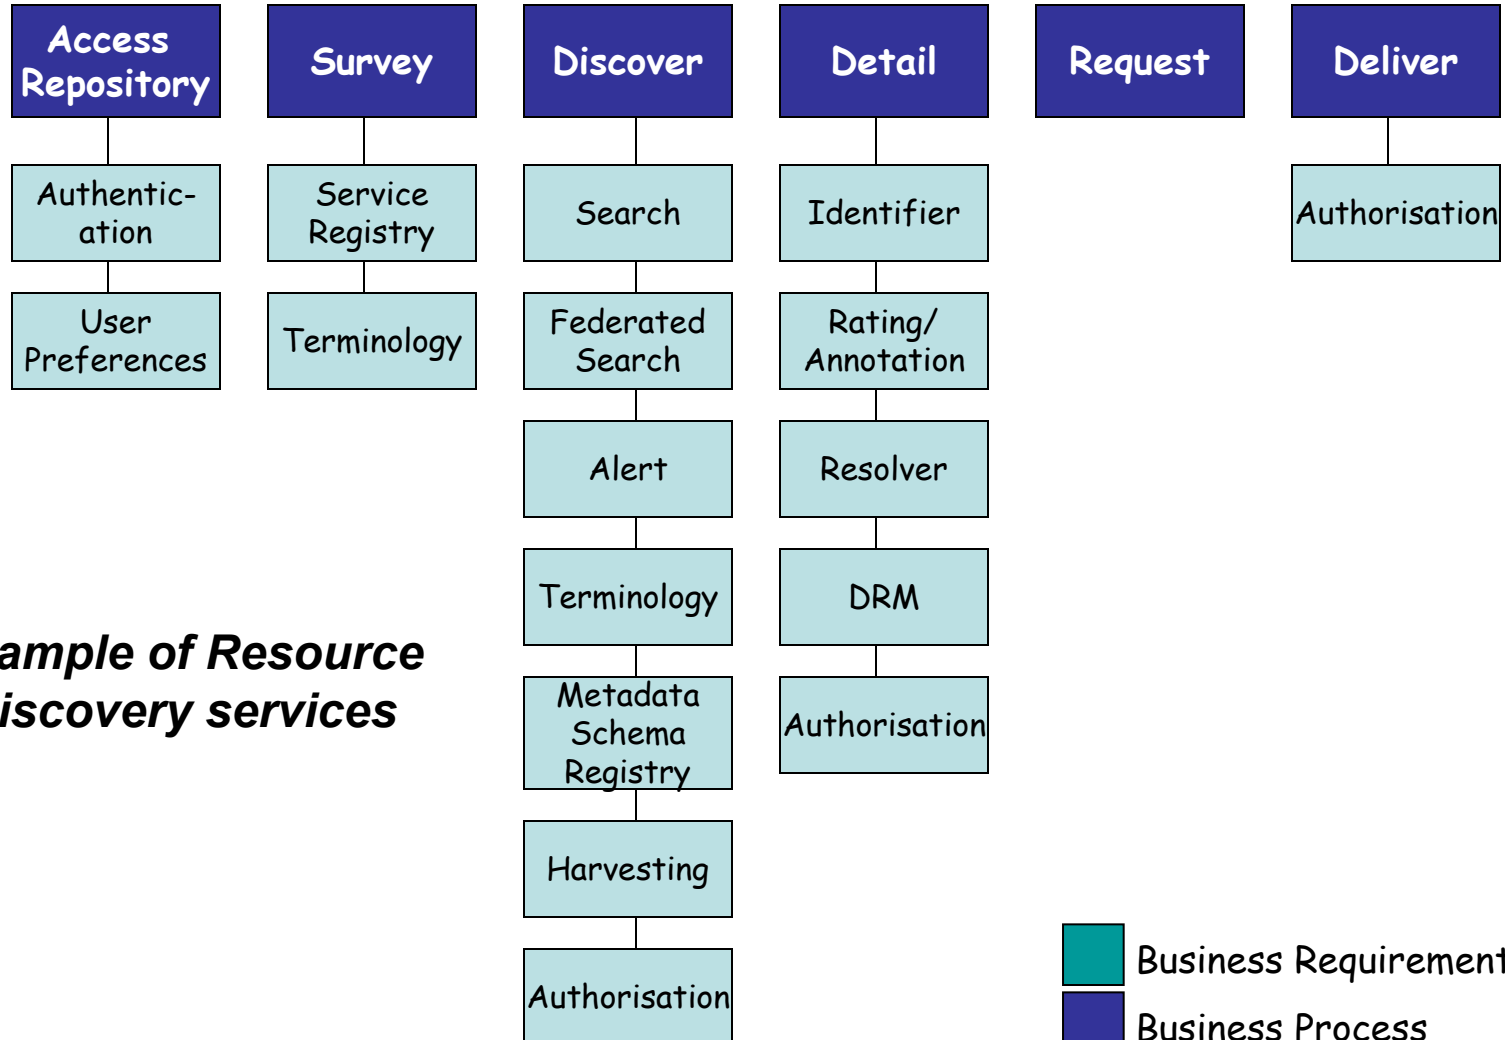 Access
Repository
Survey
Discover
Detail
Request
Deliver
Authentic-
ation
User
Preferences
Service
Registry
Terminology
Search
Federated
Search
Alert
Terminology
Metadata
Schema
Registry
Harvesting
Authorisation
Identifier
Rating/
Annotation
Resolver
DRM
Authorisation
Authorisation
ample of Resource
iscovery services
Business Requirement
Business Process